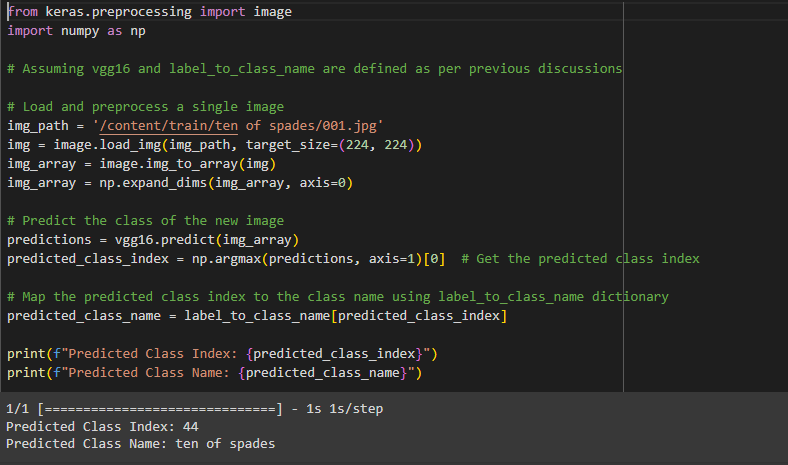 from keras.preprocessing import image
import numpy as np
# Assuming vgg16 and label_to_class_name are defined as per previous discussions
# Load and preprocess a single image
img_path = '/content/train/ten of spades/001.jpg'
img = image.load_img(img_path, target_size=(224, 224))
img_array = image.img_to_array(img)
img_array = np.expand_dims(img_array, axis=0)
# Predict the class of the new image
predictions = vgg16.predict(img_array)
predicted_class_index = np.argmax(predictions, axis=1)[0]  # Get the predicted class index
# Map the predicted class index to the class name using label_to_class_name dictionary
predicted_class_name = label_to_class_name[predicted_class_index]
print(f"Predicted Class Index: {predicted_class_index}")
print(f"Predicted Class Name: {predicted_class_name}")
1/1 [==============================] - 1s 1s/step
Predicted Class Index: 44
Predicted Class Name: ten of spades